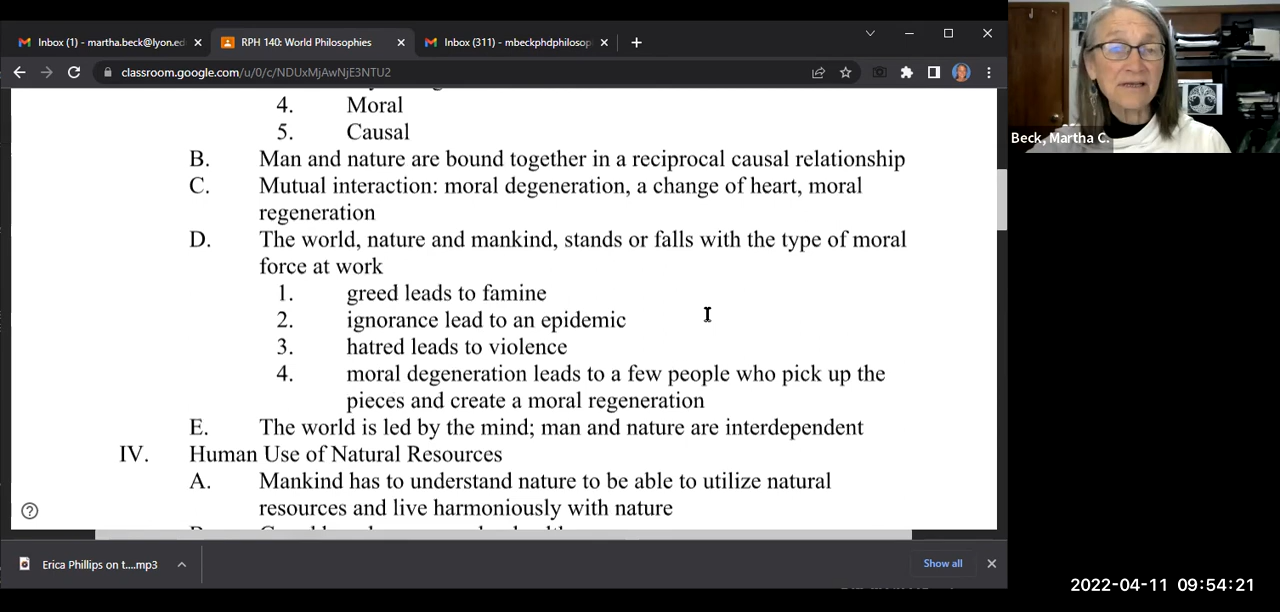 Inbox (1) - martha.beck@lyon.ed
RPH 140: World Philosophies
Inbox (311) - mbeckphdphilosop
classroom.google.com/u/0/c/NDUxMjAwNjE3NTU2
Beck, Martha C.
4. Moral
5. Causal
B. Man and nature are bound together in a reciprocal causal relationship
C. Mutual interaction: moral degeneration, a change of heart, moral
regeneration
D. The world, nature and mankind, stands or falls with the type of moral
force at work
1. greed leads to famine
2. ignorance lead to an epidemic
3. hatred leads to violence
4. moral degeneration leads to a few people who pick up the
pieces and create a moral regeneration
E. The world is led by the mind; man and nature are interdependent
IV. Human Use of Natural Resources
A. Mankind has to understand nature to be able to utilize natural
resources and live harmoniously with nature
Erica Phillips on t....mp3
Show all
2022-04-11 09:54:21